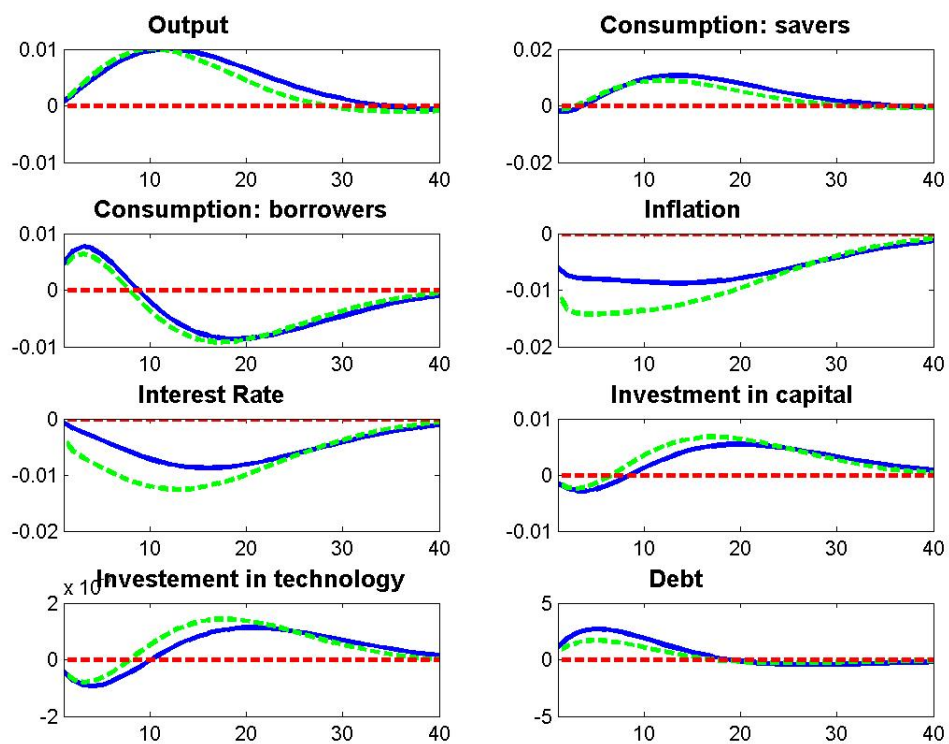 Output
0.01
0
-0.01
10 20 30 40
Consumption: savers
0.02
0
-0.02
10 20 30 40
Consumption: borrowers
0.01
0
-0.01
10 20 30 40
Inflation
0
-0.01
-0.02
10 20 30 40
Interest Rate
0
-0.01
-0.02
10 20 30 40
Investment in capital
0.01
0
-0.01
10 20 30 40
x 10
Investement in technology
2
0
-2
10 20 30 40
Debt
5
0
-5
10 20 30 40